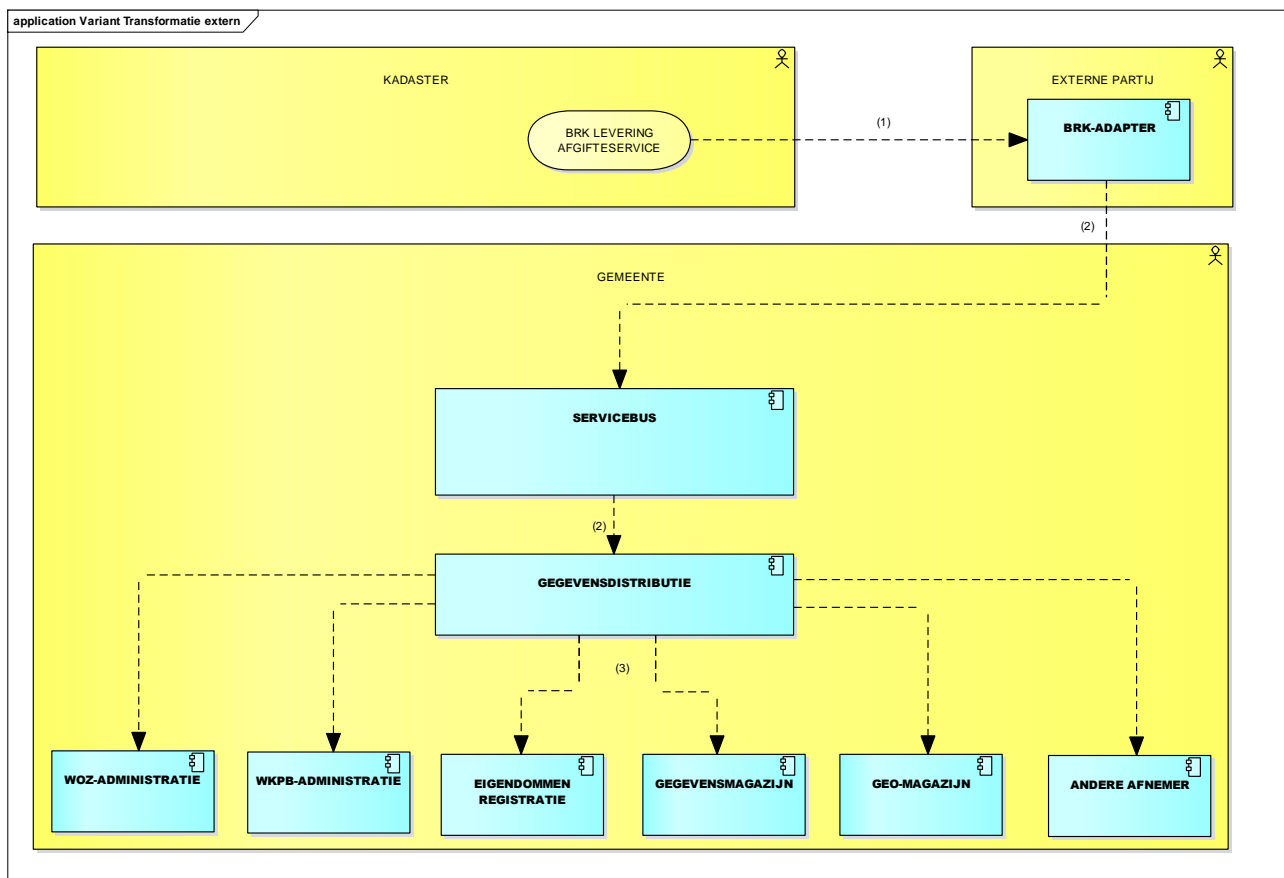 application Variant Transformatie extern
KADASTER
EXTERNE PARTIJ
BRK LEVERING
AFGIFTESERVICE
(1)
BRK-ADAPTER
(2)
GEMEENTE
SERVICEBUS
(2)
GEGEVENSDISTRIBUTIE
(3)
WOZ-ADMINISTRATIE
WKPB-ADMINISTRATIE
EIGENDOMMEN
REGISTRATIE
GEGEVENSMAGAZIJN
GEO-MAGAZIJN
ANDERE AFNEMER